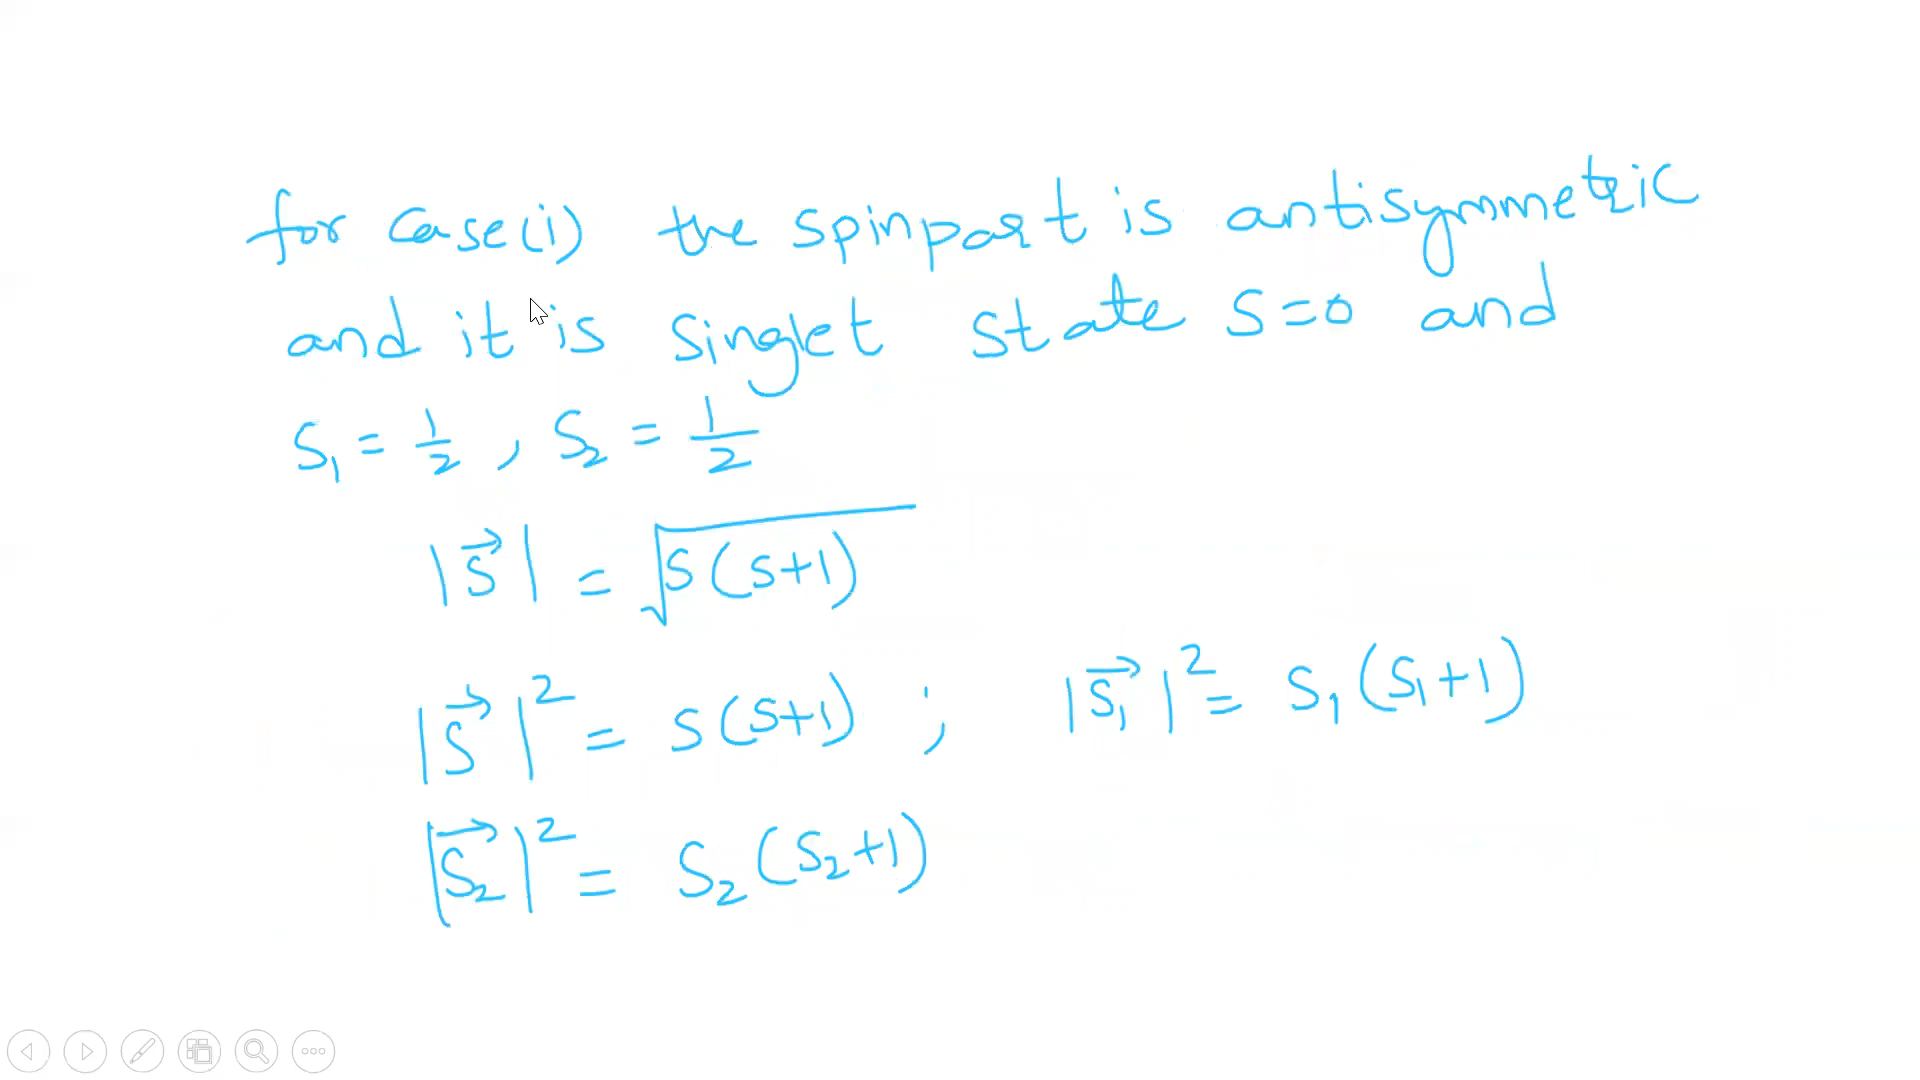 for case(i) the spinpart is antisymmetric
and it is singlet state S=0 and
S₁ = 1/2 , S₂ = 1/2
|S⃗| = √S(S+1)
|S⃗|² = S(S+1) ; |S⃗₁|² = S₁(S₁+1)
|S⃗₂|² = S₂(S₂+1)